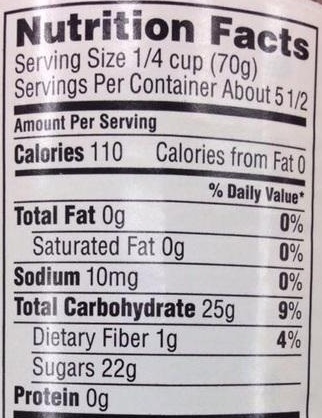 Nutrition Facts
Serving Size 1/4 cup (70g)
Servings Per Container About 5 1/2
Amount Per Serving
Calories 110 Calories from Fat 0
% Daily Value*
Total Fat 0g 0%
Saturated Fat 0g 0%
Sodium 10mg 0%
Total Carbohydrate 25g 9%
Dietary Fiber 1g 4%
Sugars 22g
Protein 0g